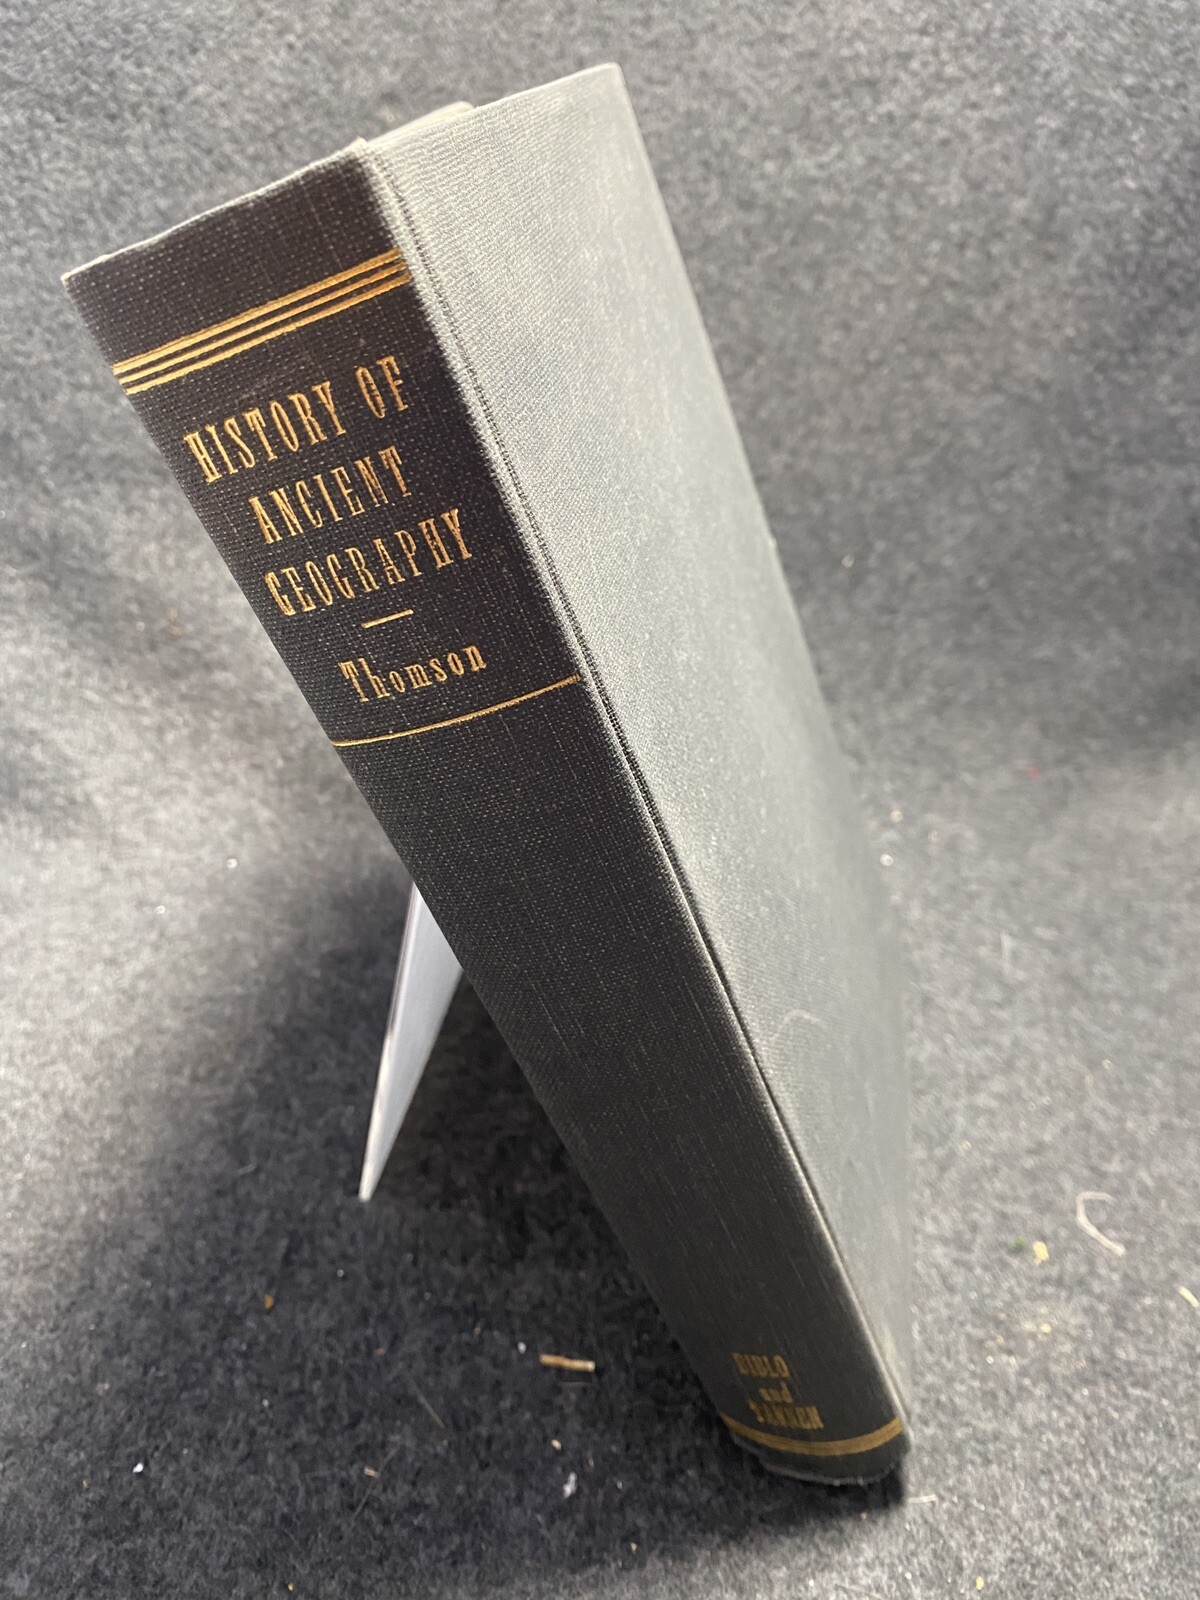 HISTORY OF
ANCIENT
GEOGRAPHY
Thomson
BIBLO
and
TANNEN